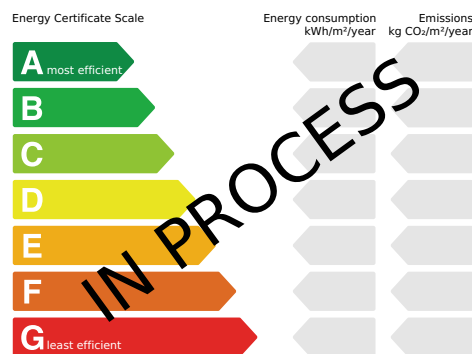 Energy Certificate Scale
Energy consumption
kWh/m²/year
Emissions
kg CO₂/m²/year
A most efficient
B
C
D
E
F
G least efficient
IN PROCESS